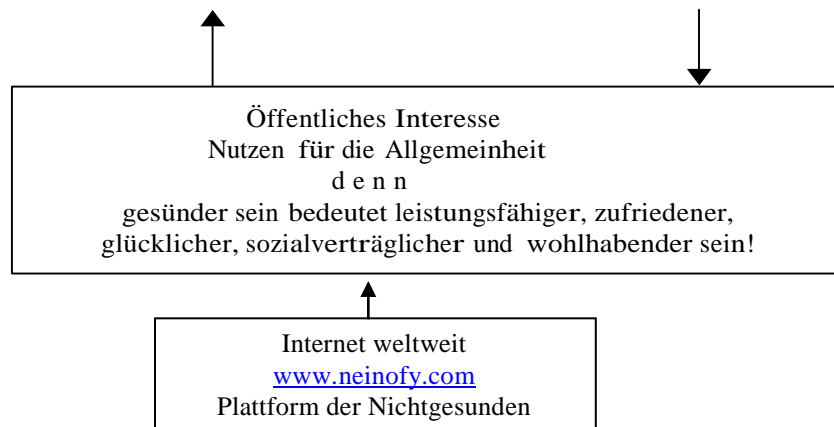 Öffentliches Interesse
Nutzen für die Allgemeinheit
d e n n
gesünder sein bedeutet leistungsfähiger, zufriedener,
glücklicher, sozialverträglicher und wohlhabender sein!
Internet weltweit
www.neinofy.com
Plattform der Nichtgesunden